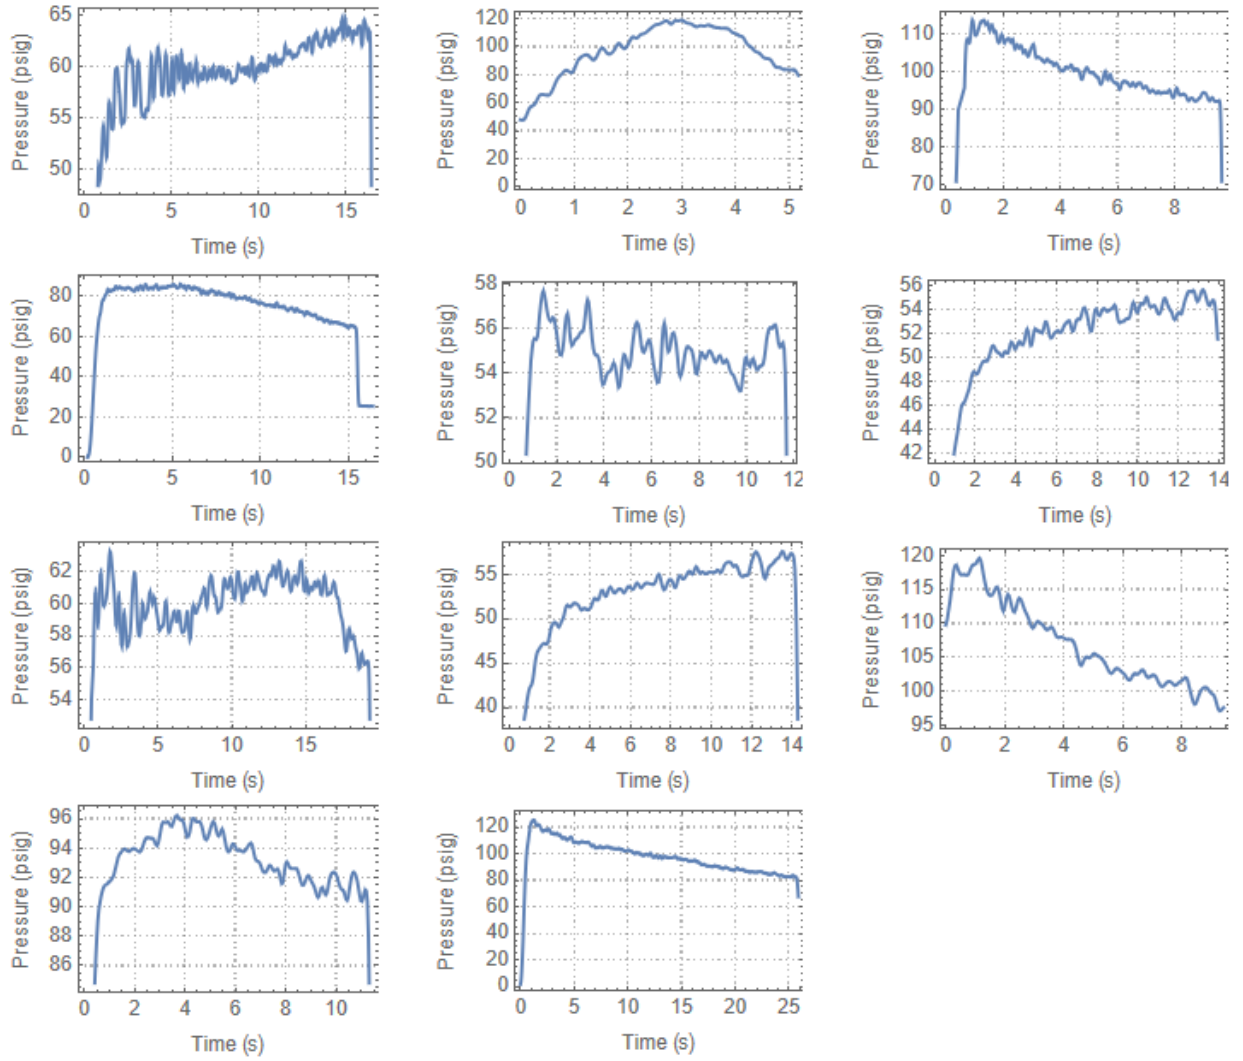 65
60
55
50
Pressure (psig)
0 5 10 15
Time (s)
120
100
80
60
40
20
0
Pressure (psig)
0 1 2 3 4 5
Time (s)
110
100
90
80
70
Pressure (psig)
0 2 4 6 8
Time (s)
80
60
40
20
0
Pressure (psig)
0 5 10 15
Time (s)
58
56
54
52
50
Pressure (psig)
0 2 4 6 8 10 12
Time (s)
56
54
52
50
48
46
44
42
Pressure (psig)
0 2 4 6 8 10 12 14
Time (s)
62
60
58
56
54
Pressure (psig)
0 5 10 15
Time (s)
55
50
45
40
Pressure (psig)
0 2 4 6 8 10 12 14
Time (s)
120
115
110
105
100
95
Pressure (psig)
0 2 4 6 8
Time (s)
96
94
92
90
88
86
Pressure (psig)
0 2 4 6 8 10
Time (s)
120
100
80
60
40
20
0
Pressure (psig)
0 5 10 15 20 25
Time (s)